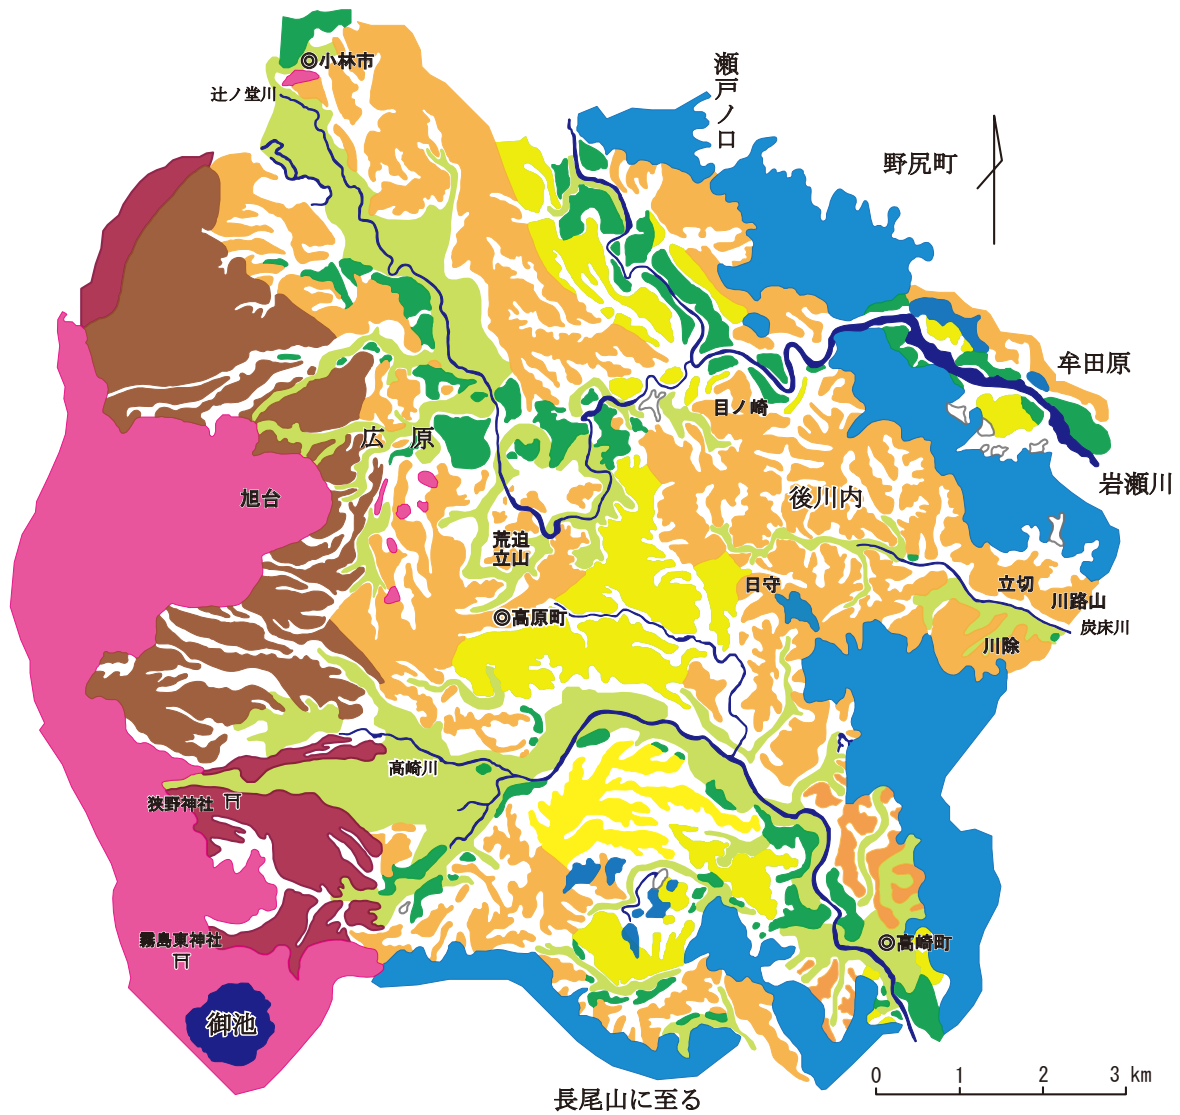 ◎小林市
辻ノ堂川
瀬戸ノ口
野尻町
牟田原
目ノ崎
広原
岩瀬川
旭台
後川内
荒迫
立山
日守
立切
川路山
◎高原町
炭床川
川除
高崎川
狭野神社
霧島東神社
◎高崎町
御池
0 1 2 3 km
長尾山に至る